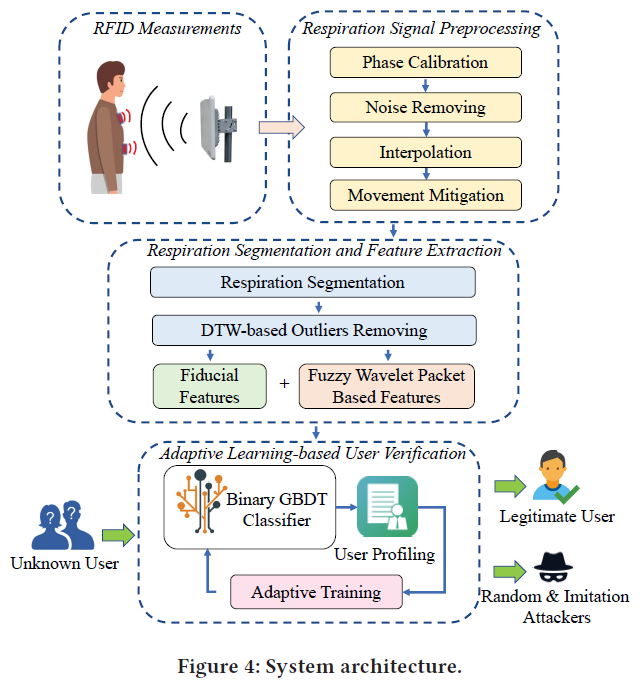 RFID Measurements
Respiration Signal Preprocessing
Phase Calibration
Noise Removing
Interpolation
Movement Mitigation
Respiration Segmentation and Feature Extraction
Respiration Segmentation
DTW-based Outliers Removing
Fiducial
Features
+
Fuzzy Wavelet Packet
Based Features
Adaptive Learning-based User Verification
? ?
Unknown User
Binary GBDT
Classifier
User Profiling
Adaptive Training
Legitimate User
Random & Imitation
Attackers
Figure 4: System architecture.